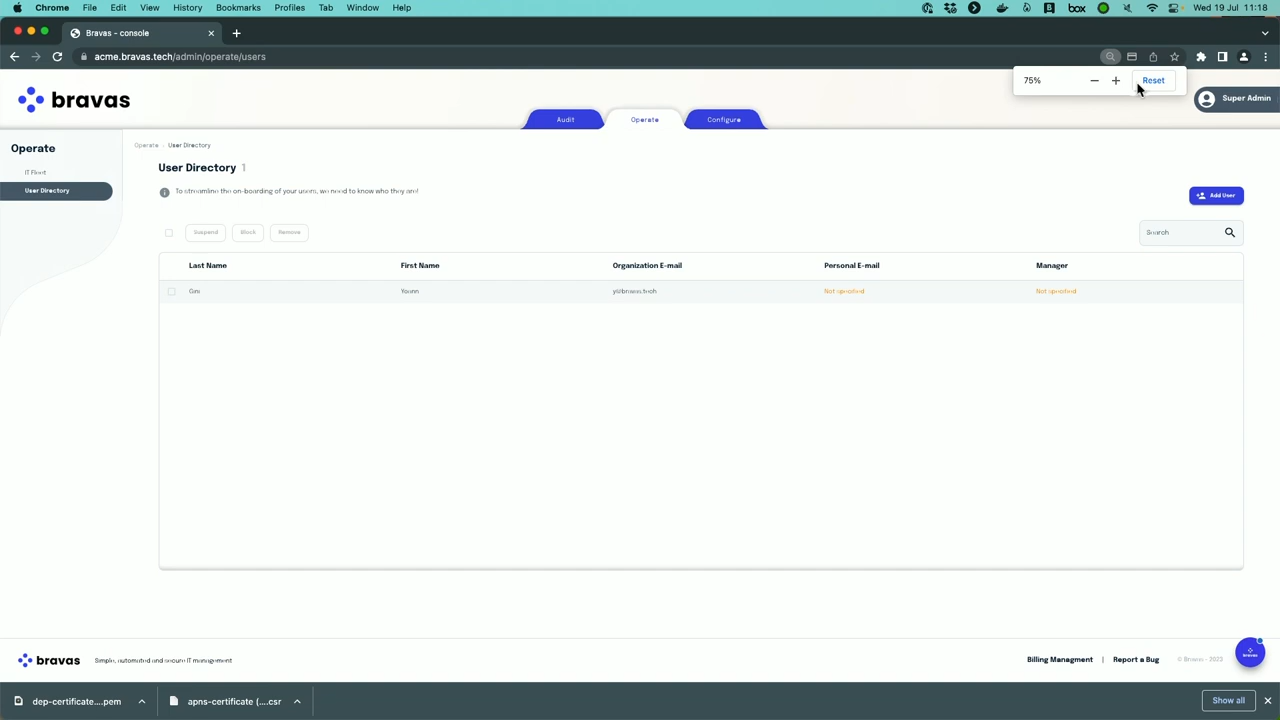 Chrome File Edit View History Bookmarks Profiles Tab Window Help box Wed 19 Jul 11:18
Bravas - console
acme.bravas.tech/admin/operate/users
75% Reset
bravas
Super Admin
Audit Operate Configure
Operate
IT Fleet
User Directory
Operate User Directory
User Directory 1
To streamline the on-boarding of your users, we need to know who they are!
Add User
Suspend Block Remove
Search
Last Name First Name Organization E-mail Personal E-mail Manager
Not specified Not specified
bravas Simple, automated and secure IT management
Billing Managment | Report a Bug © Bravas - 2023
bravas
dep-certificate....pem apns-certificate (....csr Show all